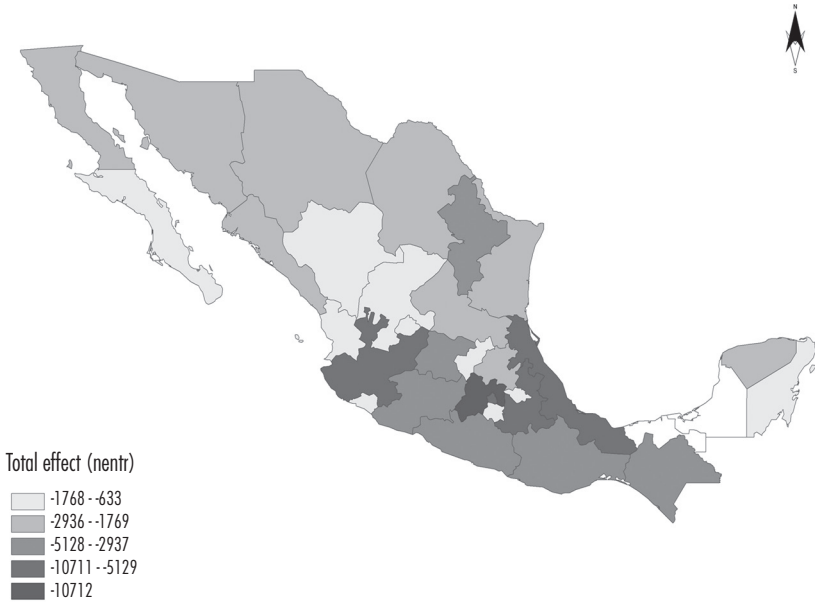 N
S
Total effect (nentr)
-1768 - -633
-2936 - -1769
-5128 - -2937
-10711 - -5129
-10712